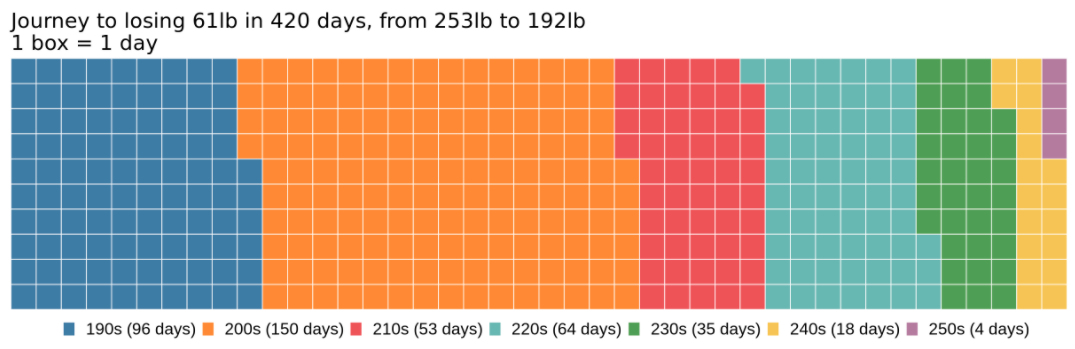 Journey to losing 61lb in 420 days, from 253lb to 192lb
1 box = 1 day
190s (96 days) 200s (150 days) 210s (53 days) 220s (64 days) 230s (35 days) 240s (18 days) 250s (4 days)